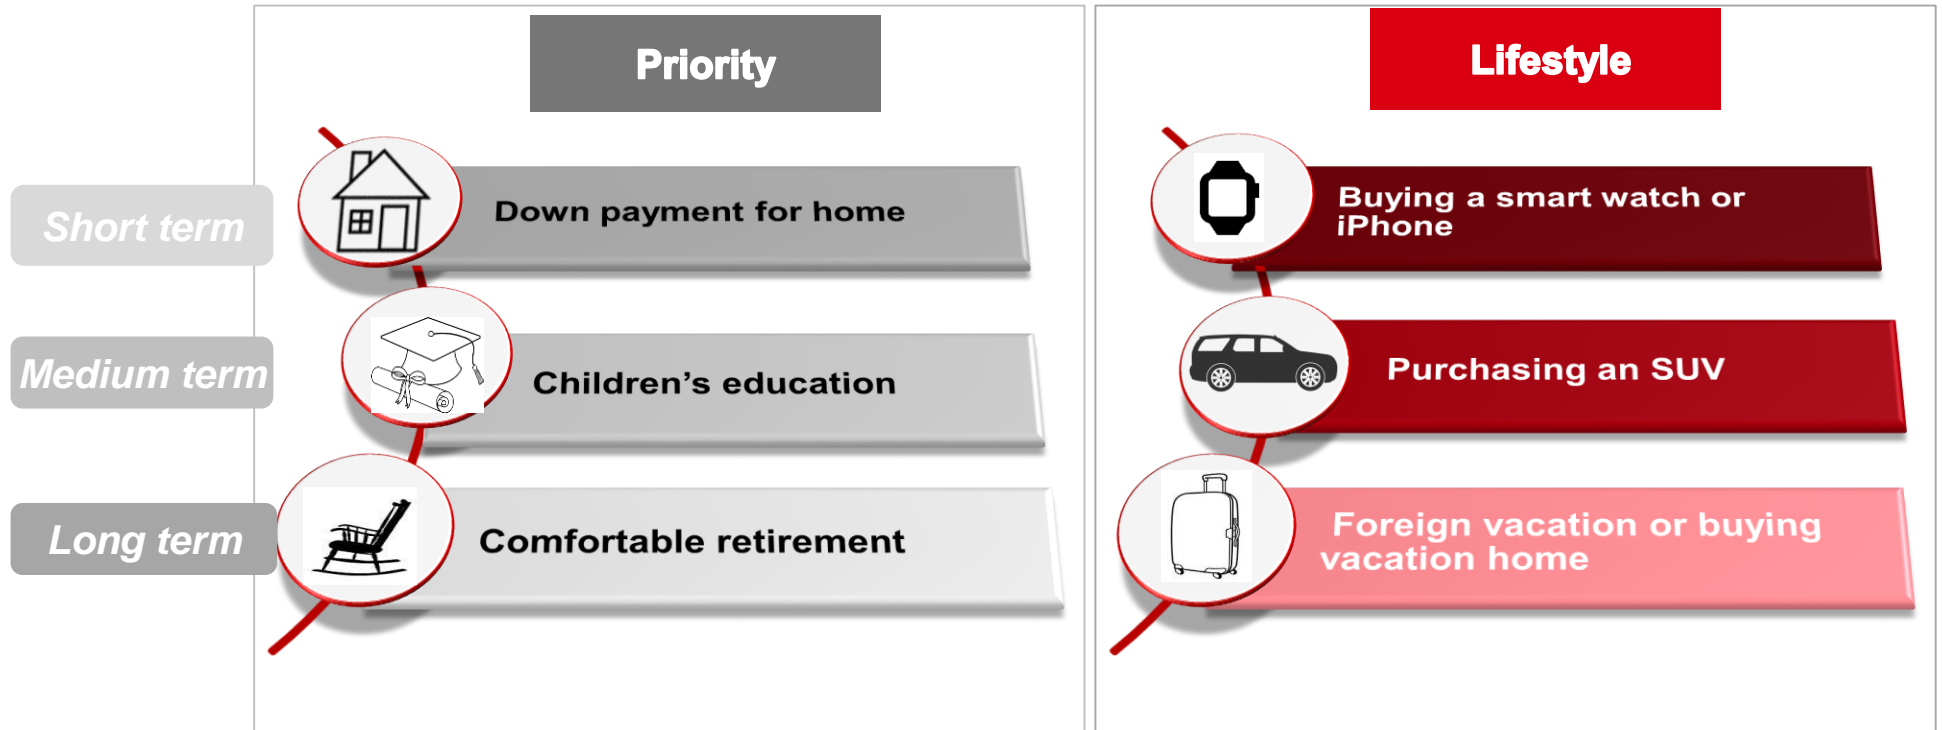 Priority
Lifestyle
Short term
Down payment for home
Buying a smart watch or
iPhone
Medium term
Children’s education
Purchasing an SUV
Long term
Comfortable retirement
Foreign vacation or buying
vacation home